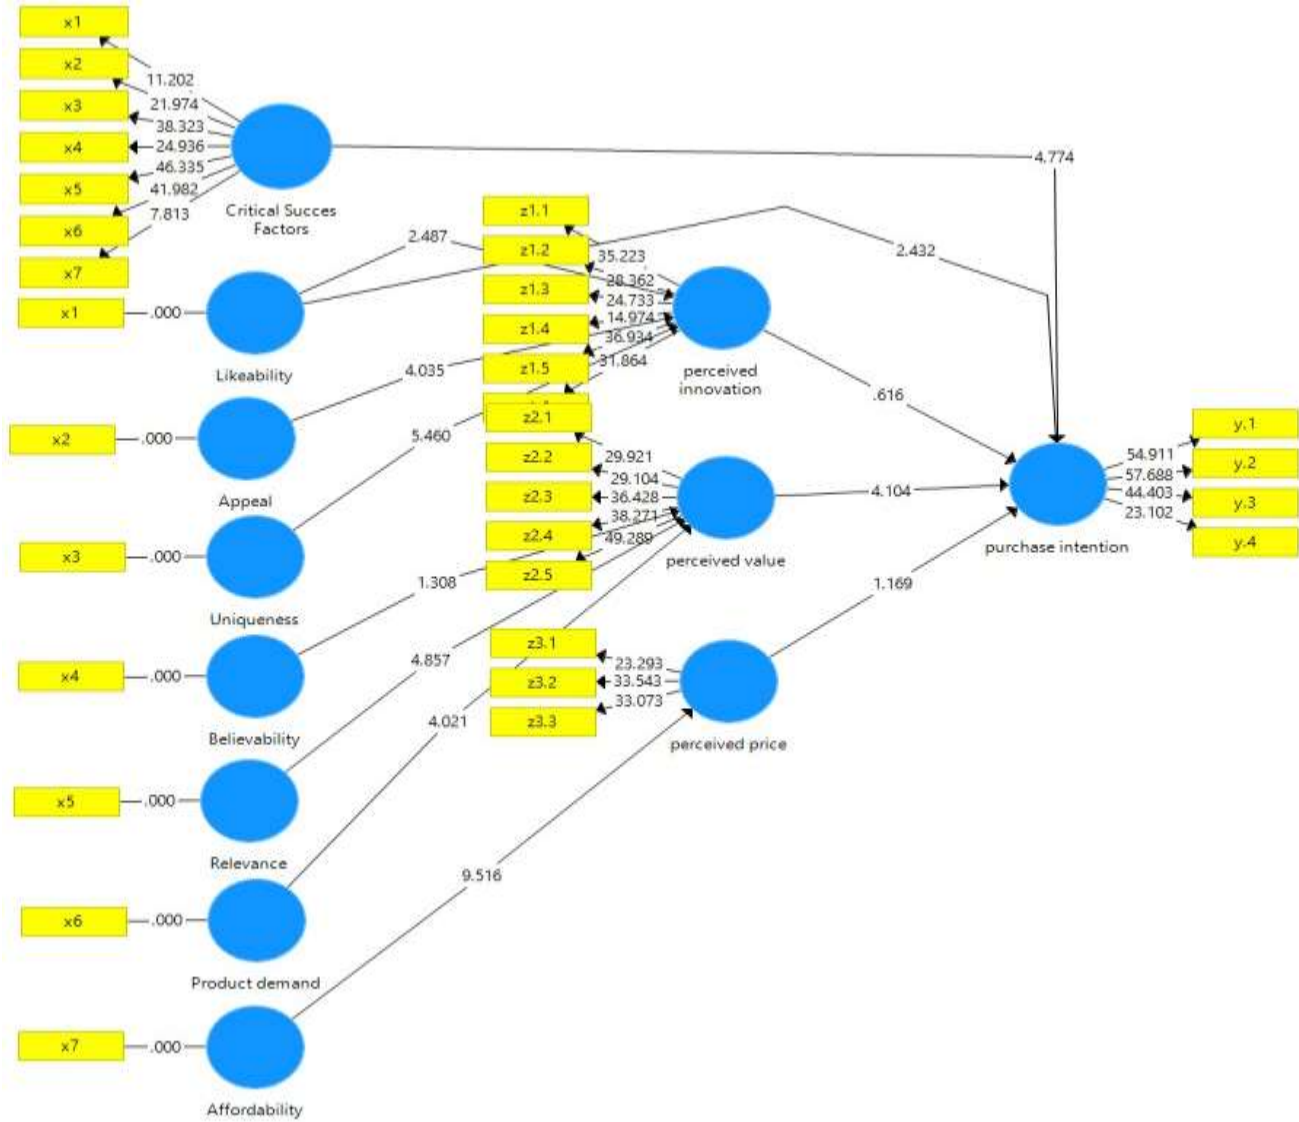 x1
x2
x3
x4
x5
x6
x7
11.202
21.974
38.323
24.936
46.335
41.982
7.813
Critical Succes
Factors
4.774
x1
.000
Likeability
2.487
2.432
x2
.000
Appeal
4.035
x3
.000
Uniqueness
5.460
x4
.000
Believability
1.308
x5
.000
Relevance
4.857
x6
.000
Product demand
4.021
x7
.000
Affordability
9.516
z1.1
z1.2
z1.3
z1.4
z1.5
35.223
28.362
24.733
14.974
36.934
31.864
perceived
innovation
.616
z2.1
z2.2
z2.3
z2.4
z2.5
29.921
29.104
36.428
38.271
49.289
perceived value
4.104
z3.1
z3.2
z3.3
23.293
33.543
33.073
perceived price
1.169
purchase intention
54.911
57.688
44.403
23.102
y.1
y.2
y.3
y.4